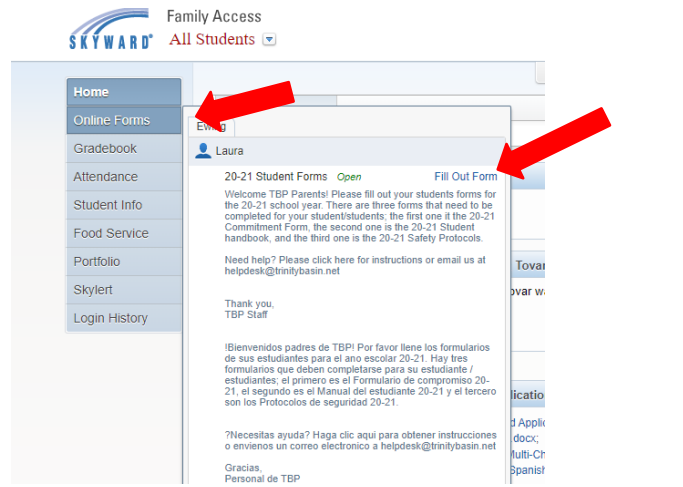 Family Access
SKYWARD®
All Students
Home
Online Forms
Gradebook
Attendance
Student Info
Food Service
Portfolio
Skylert
Login History
Laura
20-21 Student Forms Open Fill Out Form
Welcome TBP Parents! Please fill out your students forms for
the 20-21 school year. There are three forms that need to be
completed for your student/students; the first one it the 20-21
Commitment Form, the second one is the 20-21 Student
handbook, and the third one is the 20-21 Safety Protocols.
Need help? Please click here for instructions or email us at
helpdesk@trinitybasin.net
Thank you,
TBP Staff
!Bienvenidos padres de TBP! Por favor llene los formularios
de sus estudiantes para el ano escolar 20-21. Hay tres
formularios que deben completarse para su estudiante /
estudiantes; el primero es el Formulario de compromiso 20-
21, el segundo es el Manual del estudiante 20-21 y el tercero
son los Protocolos de seguridad 20-21.
?Necesitas ayuda? Haga clic aqui para obtener instrucciones
o envienos un correo electronico a helpdesk@trinitybasin.net
Gracias,
Personal de TBP
Tovar
ovar wa
licatio
d Applic
.docx;
Multi-Ch
Spanish